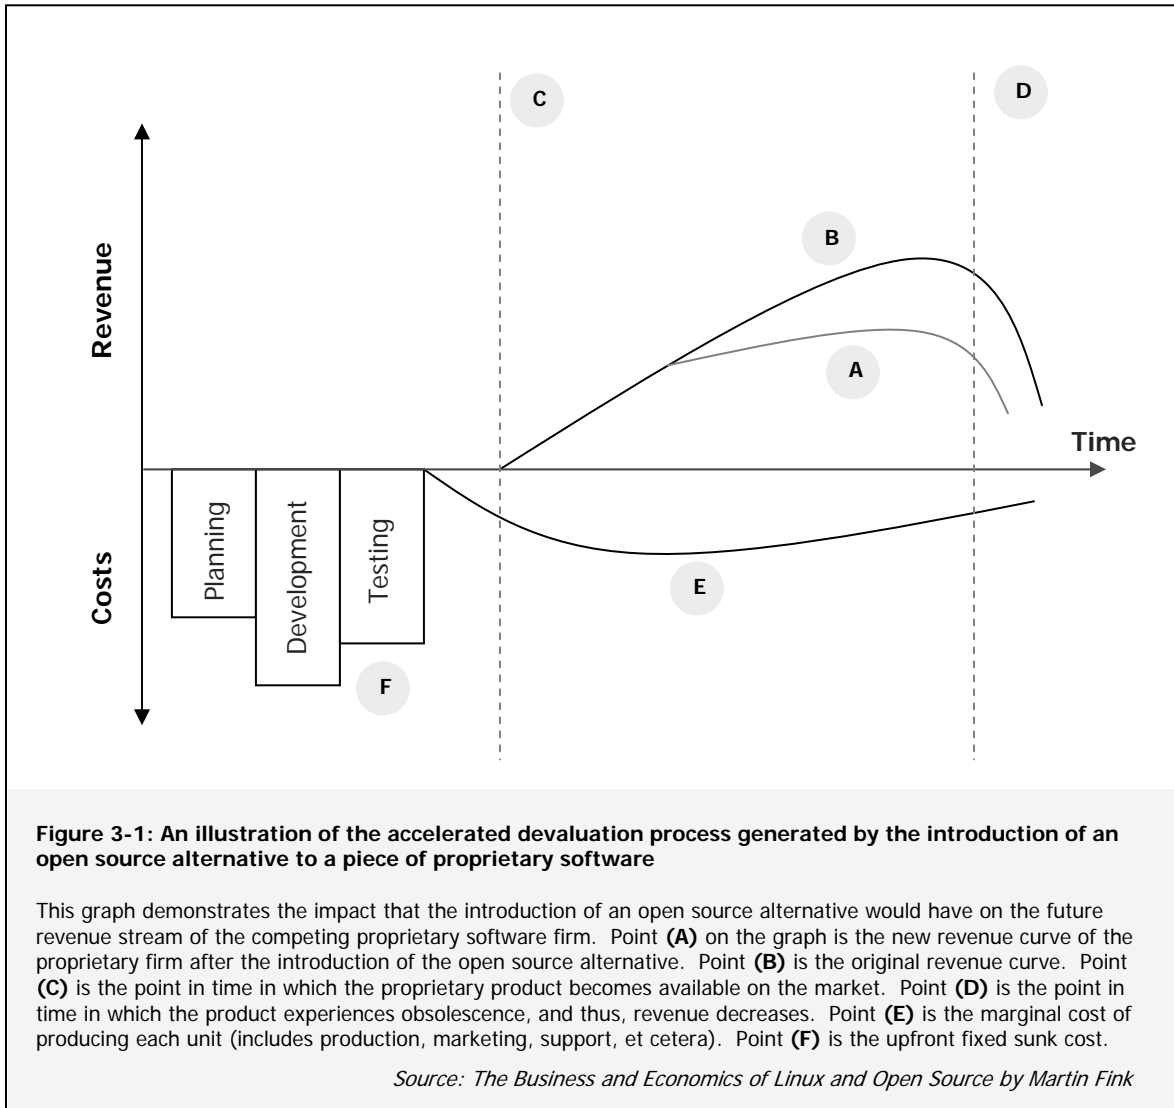 C
D
B
A
Revenue
Time
Costs
Planning
Development
Testing
E
F
Figure 3-1: An illustration of the accelerated devaluation process generated by the introduction of an
open source alternative to a piece of proprietary software
This graph demonstrates the impact that the introduction of an open source alternative would have on the future
revenue stream of the competing proprietary software firm. Point (A) on the graph is the new revenue curve of the
proprietary firm after the introduction of the open source alternative. Point (B) is the original revenue curve. Point
(C) is the point in time in which the proprietary product becomes available on the market. Point (D) is the point in
time in which the product experiences obsolescence, and thus, revenue decreases. Point (E) is the marginal cost of
producing each unit (includes production, marketing, support, et cetera). Point (F) is the upfront fixed sunk cost.
Source: The Business and Economics of Linux and Open Source by Martin Fink